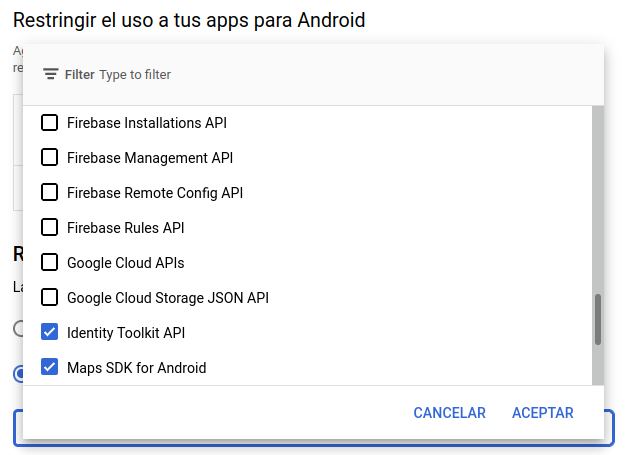 Restringir el uso a tus apps para Android
Ag
re
Filter Type to filter
Firebase Installations API
Firebase Management API
Firebase Remote Config API
Firebase Rules API
R
Google Cloud APIs
La
Google Cloud Storage JSON API
Identity Toolkit API
Maps SDK for Android
CANCELAR ACEPTAR